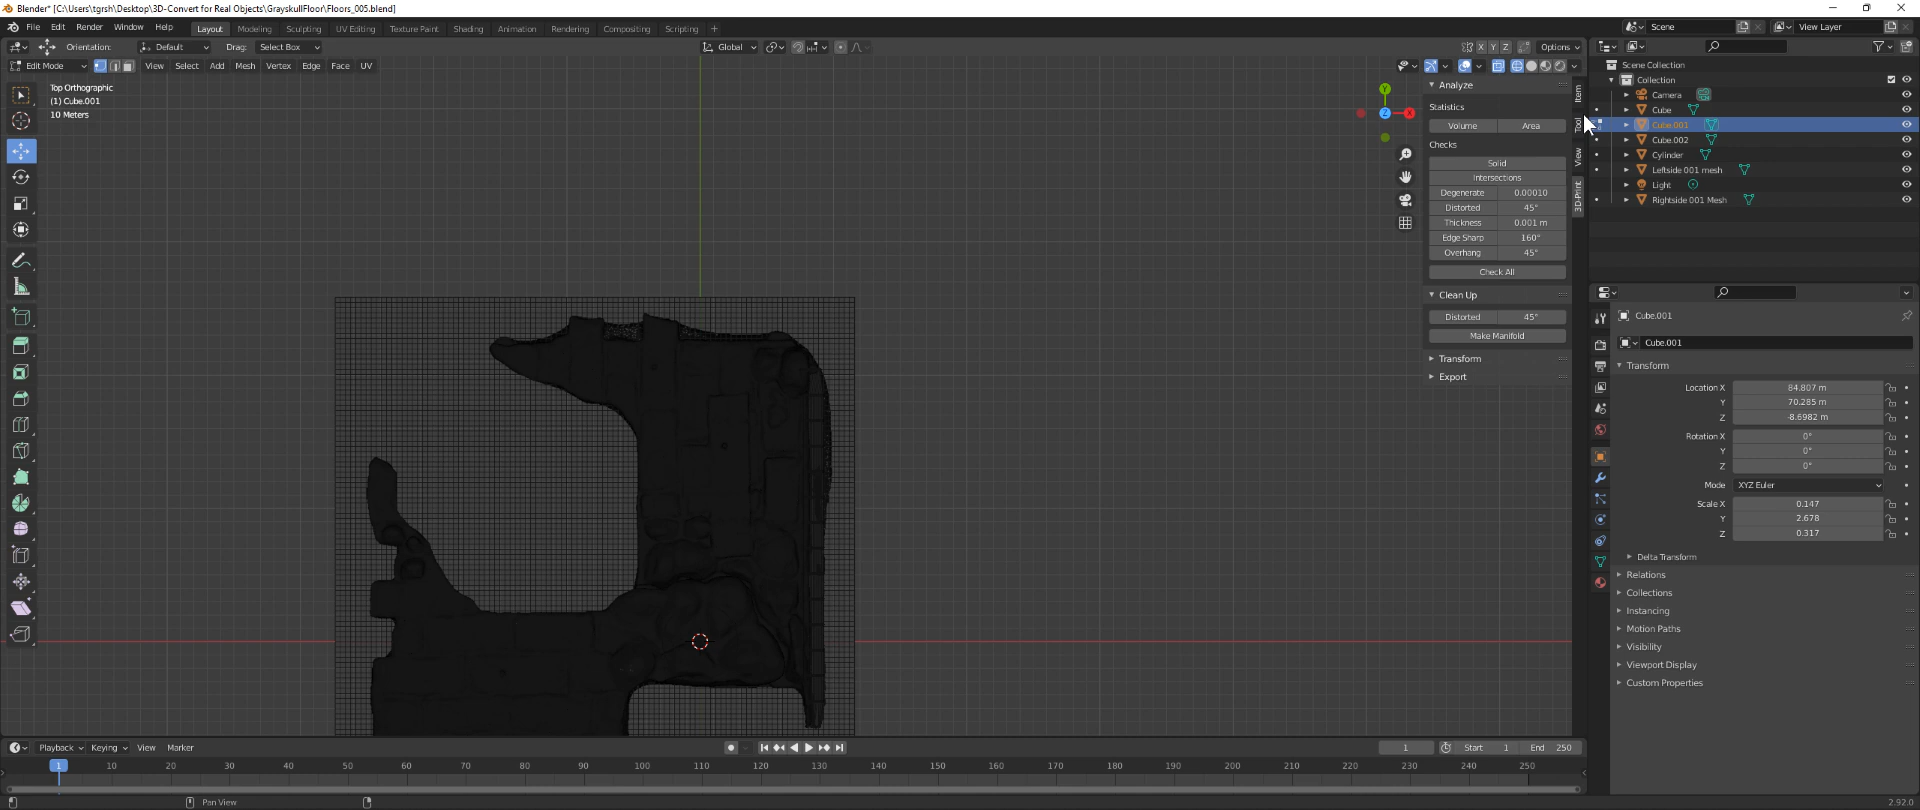 Blender* [C:\Users\tgrsh\Desktop\3D-Convert for Real Objects\GrayskullFloor\Floors_005.blend]
File Edit Render Window Help Layout Modeling Sculpting UV Editing Texture Paint Shading Animation Rendering Compositing Scripting + Scene View Layer
Orientation: Default Drag: Select Box Global X Y Z Options
Edit Mode View Select Add Mesh Vertex Edge Face UV
Top Orthographic
(1) Cube.001
10 Meters
Y
Z X
Analyze
Statistics
Volume Area
Checks
Solid
Intersections
Degenerate 0.00010
Distorted 45°
Thickness 0.001 m
Edge Sharp 160°
Overhang 45°
Check All
Clean Up
Distorted 45°
Make Manifold
Transform
Export
Item
Tool
View
3D-Print
Scene Collection
Collection
Camera
Cube
Cube.001
Cube.002
Cylinder
Leftside 001 mesh
Light
Rightside 001 Mesh
Cube.001
Cube.001
Transform
Location X 84.807 m
Y 70.285 m
Z -8.6982 m
Rotation X 0°
Y 0°
Z 0°
Mode XYZ Euler
Scale X 0.147
Y 2.678
Z 0.317
Delta Transform
Relations
Collections
Instancing
Motion Paths
Visibility
Viewport Display
Custom Properties
Playback Keying View Marker 1 Start 1 End 250
1 10 20 30 40 50 60 70 80 90 100 110 120 130 140 150 160 170 180 190 200 210 220 230 240 250
Pan View 2.92.0